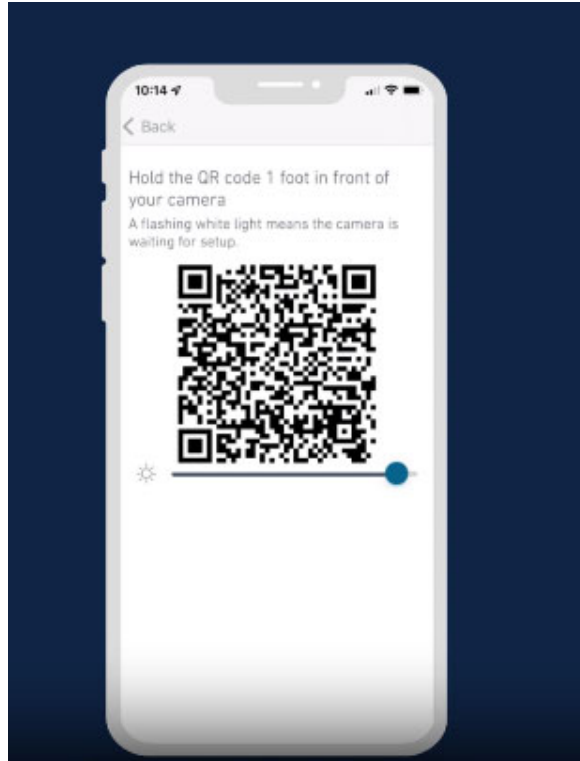 10:14
Back
Hold the QR code 1 foot in front of
your camera
A flashing white light means the camera is
waiting for setup.